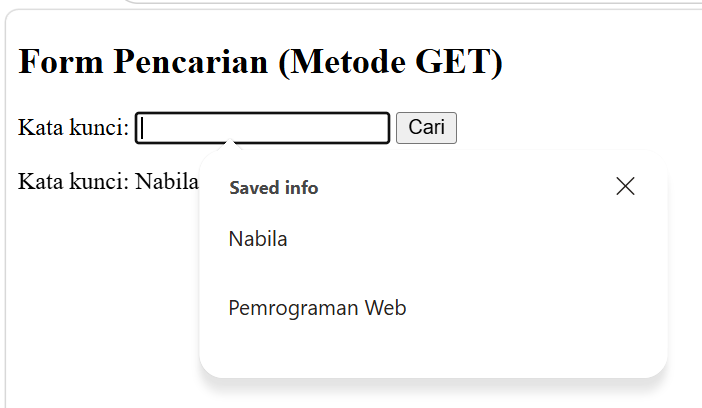 Form Pencarian (Metode GET)
Kata kunci: Cari
Kata kunci: Nabila
Saved info
Nabila
Pemrograman Web